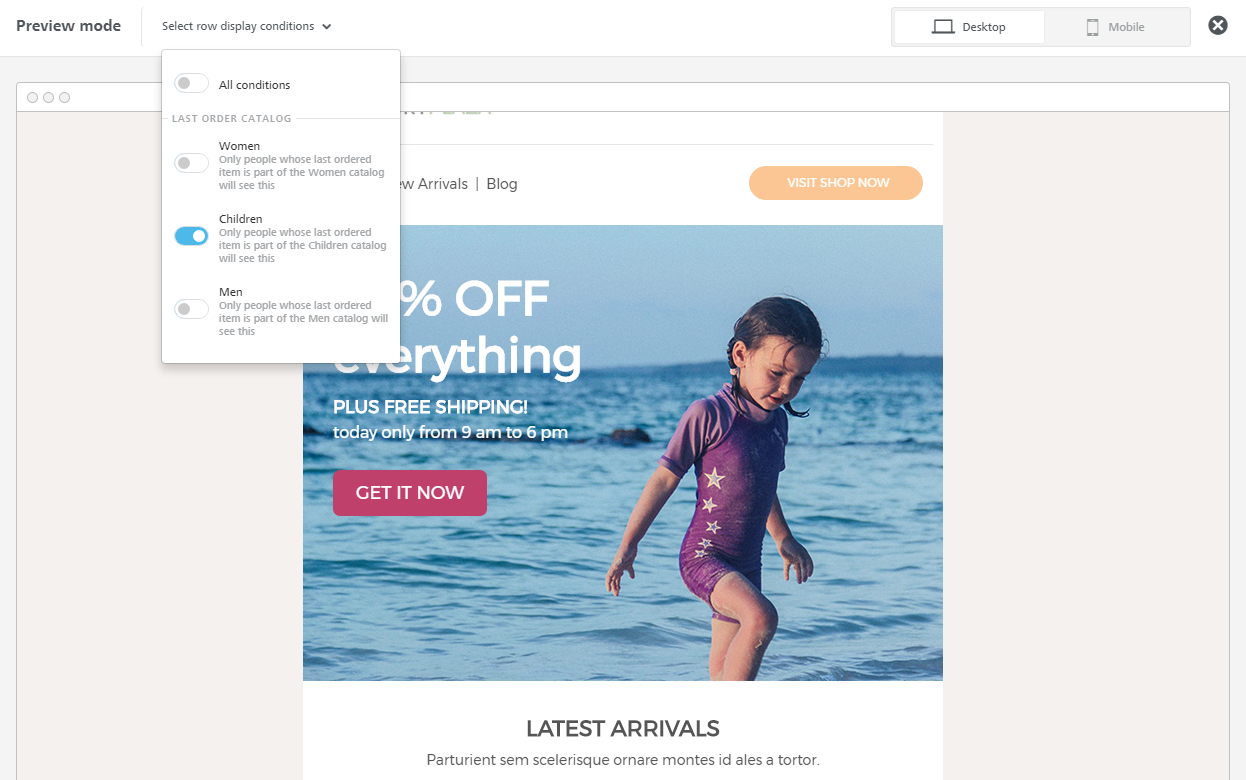 Preview mode
Select row display conditions
Desktop
Mobile
All conditions
LAST ORDER CATALOG
Women
Only people whose last ordered
item is part of the Women catalog
will see this
Children
Only people whose last ordered
item is part of the Children catalog
will see this
Men
Only people whose last ordered
item is part of the Men catalog will
see this
Arrivals | Blog
VISIT SHOP NOW
% OFF
everything
PLUS FREE SHIPPING!
today only from 9 am to 6 pm
GET IT NOW
LATEST ARRIVALS
Parturient sem scelerisque ornare montes id ales a tortor.